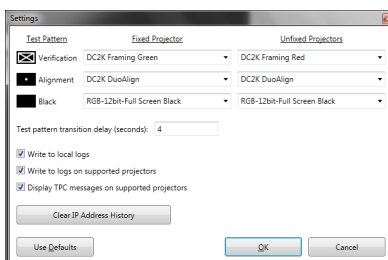 Settings
Test Pattern Fixed Projector Unfixed Projectors
Verification DC2K Framing Green DC2K Framing Red
Alignment DC2K DuoAlign DC2K DuoAlign
Black RGB-12bit-Full Screen Black RGB-12bit-Full Screen Black
Test pattern transition delay (seconds): 4
Write to local logs
Write to logs on supported projectors
Display TPC messages on supported projectors
Clear IP Address History
Use Defaults OK Cancel